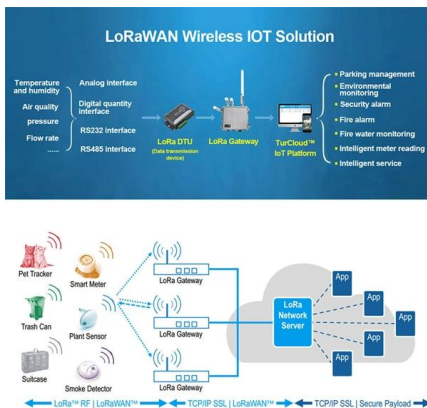 LoRaWAN Wireless IOT Solution
Temperature
and humidity
Air quality
pressure
Flow rate
......
Analog interface
Digital quantity
interface
RS232 interface
RS485 interface
LoRa DTU
(Data transmission
device)
LoRa Gateway
TurCloud™
IoT Platform
Parking management
Environmental
monitoring
Security alarm
Fire alarm
Fire water monitoring
Intelligent meter reading
Intelligent service
Pet Tracker
Smart Meter
Trash Can
Plant Sensor
Suitcase
Smoke Detector
LoRa Gateway
LoRa Gateway
LoRa Gateway
LoRa
Network
Server
App
App
App
App
App
App
LoRa™ RF | LoRaWAN™
TCP/IP SSL | LoRaWAN™
TCP/IP SSL | Secure Payload